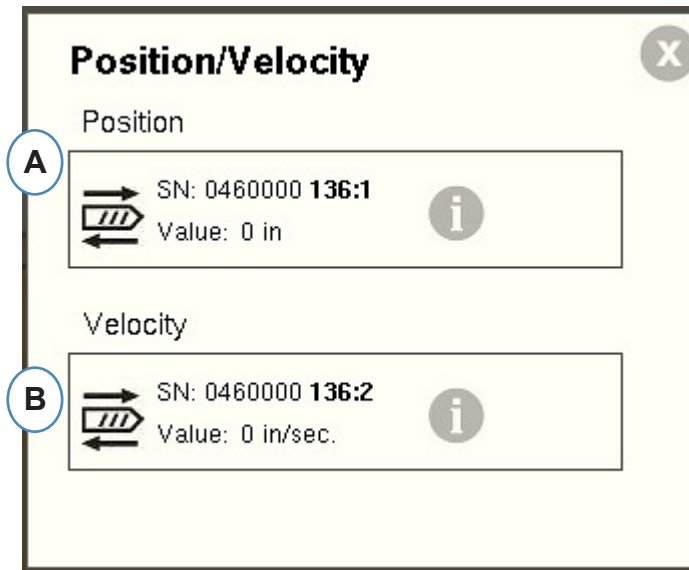 Position/Velocity
X
Position
A
SN: 0460000 136:1
Value: 0 in
i
Velocity
B
SN: 0460000 136:2
Value: 0 in/sec.
i